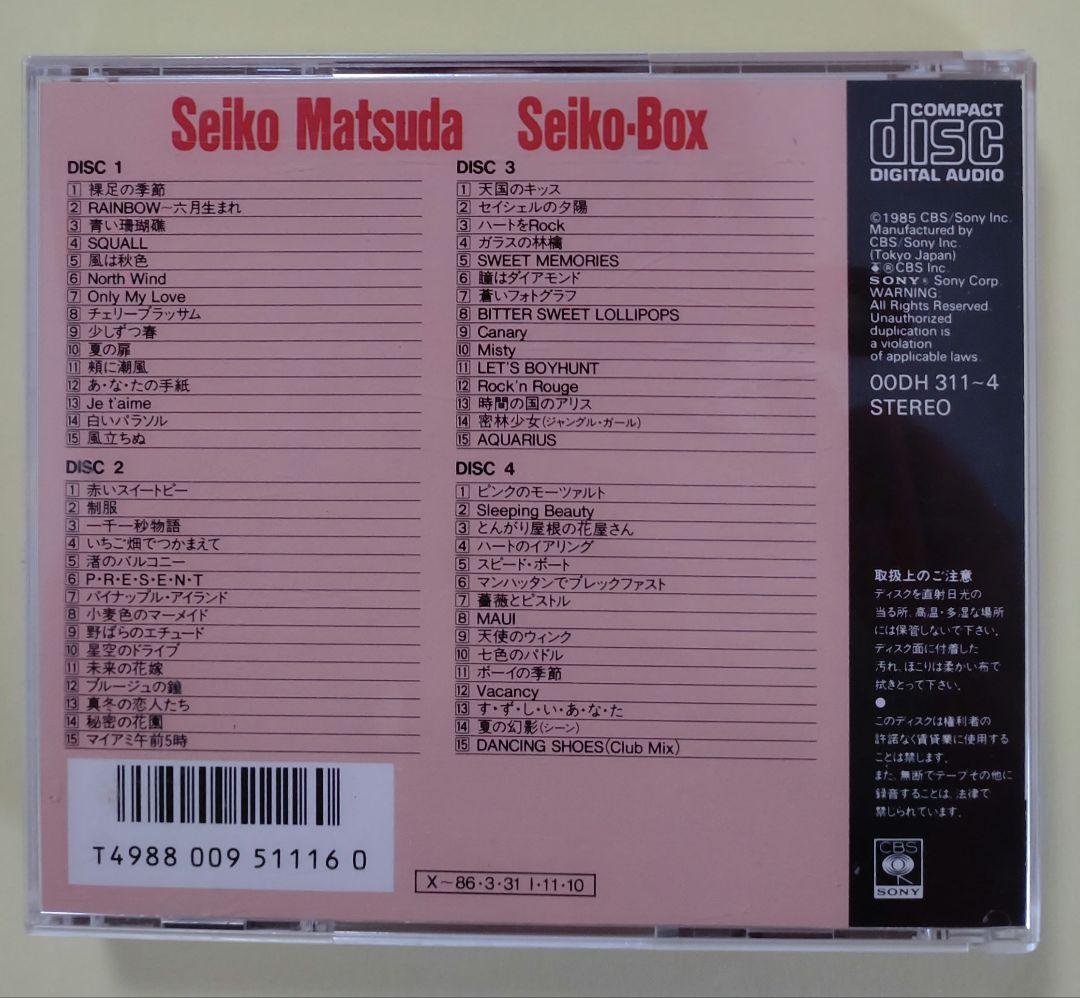 Seiko Matsuda Seiko·Box
DISC 1
1 裸足の季節
2 RAINBOW～六月生まれ
3 青い珊瑚礁
4 SQUALL
5 風は秋色
6 North Wind
7 Only My Love
8 チェリーブラッサム
9 少しずつ春
10 夏の扉
11 頬に潮風
12 あ・な・たの手紙
13 Je t'aime
14 白いパラソル
15 風立ちぬ
DISC 2
1 赤いスイートピー
2 制服
3 一千一秒物語
4 いちご畑でつかまえて
5 渚のバルコニー
6 P・R・E・S・E・N・T
7 パイナップル・アイランド
8 小麦色のマーメイド
9 野ばらのエチュード
10 星空のドライブ
11 未来の花嫁
12 ブルージュの鐘
13 真冬の恋人たち
14 秘密の花園
15 マイアミ午前5時
DISC 3
1 天国のキッス
2 セイシェルの夕陽
3 ハートをRock
4 ガラスの林檎
5 SWEET MEMORIES
6 瞳はダイアモンド
7 蒼いフォトグラフ
8 BITTER SWEET LOLLIPOPS
9 Canary
10 Misty
11 LET'S BOYHUNT
12 Rock'n Rouge
13 時間の国のアリス
14 密林少女(ジャングル・ガール)
15 AQUARIUS
DISC 4
1 ピンクのモーツァルト
2 Sleeping Beauty
3 とんがり屋根の花屋さん
4 ハートのイアリング
5 スピード・ボート
6 マンハッタンでブレックファスト
7 薔薇とピストル
8 MAUI
9 天使のウィンク
10 七色のパドル
11 ボーイの季節
12 Vacancy
13 す・ず・し・い・あ・な・た
14 夏の幻影(シーン)
15 DANCING SHOES(Club Mix)
T4988 009 51116 0
X～86・3・31 I・11・10
COMPACT
disc
DIGITAL AUDIO
©1985 CBS/Sony Inc.
Manufactured by
CBS/Sony Inc.
(Tokyo Japan)
® CBS Inc.
SONY® Sony Corp.
WARNING:
All Rights Reserved.
Unauthorized
duplication is
a violation
of applicable laws.
00DH 311~4
STEREO
取扱上のご注意
ディスクを直射日光の
当る所、高温・多湿な場所
には保管しないで下さい。
ディスク面に付着した
汚れ、ほこりは柔かい布で
拭きとって下さい。
●
このディスクは権利者の
許諾なく賃貸業に使用する
ことは禁じます。
また、無断でテープその他に
録音することは、法律で
禁じられています。
CBS
SONY